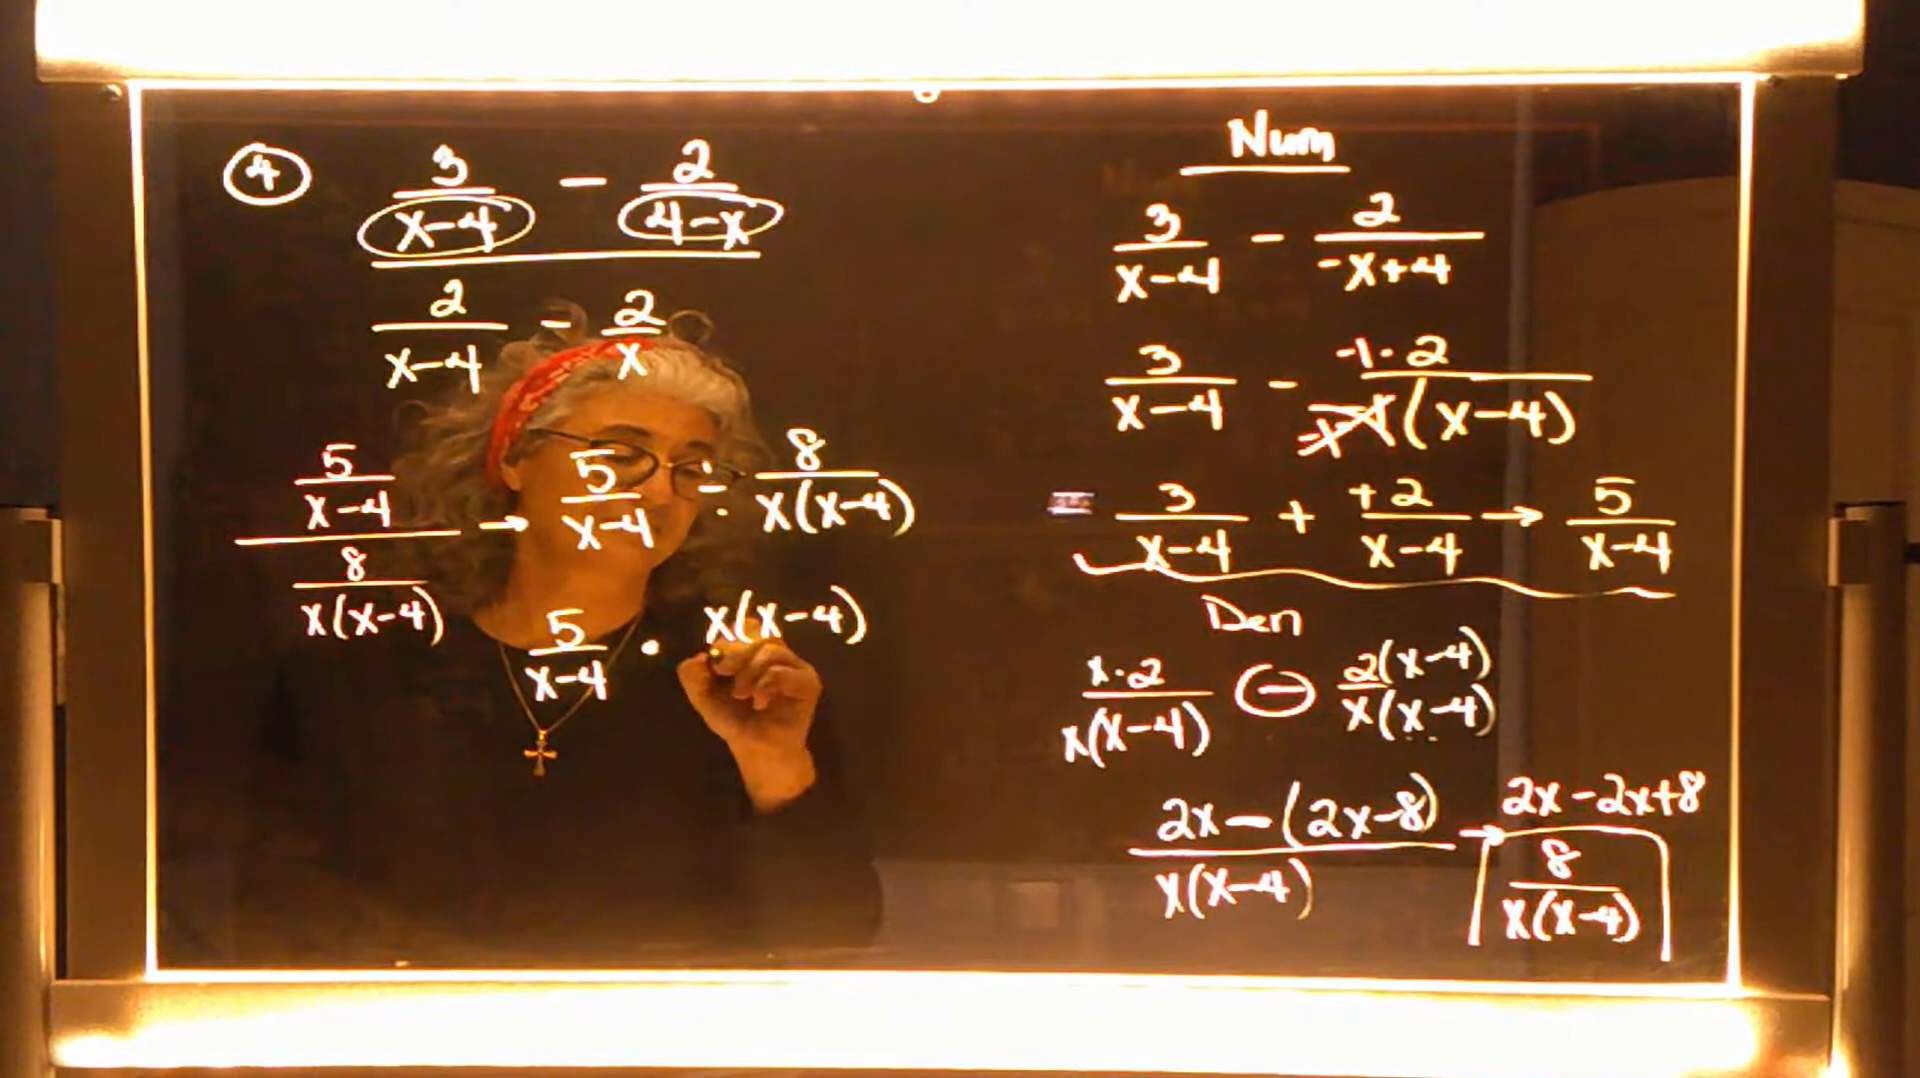 ④ 3/(x-4) - 2/(4-x)
2/(x-4) - 2/x
5/(x-4) / 8/(x(x-4)) → 5/(x-4) ÷ 8/(x(x-4))
5/(x-4) · x(x-4)
Num
3/(x-4) - 2/(-x+4)
3/(x-4) - -1·2/(-1(x-4))
3/(x-4) + +2/(x-4) → 5/(x-4)
Den
x·2/(x(x-4)) - 2(x-4)/(x(x-4))
2x-(2x-8)/(x(x-4)) → 2x-2x+8
8/(x(x-4))